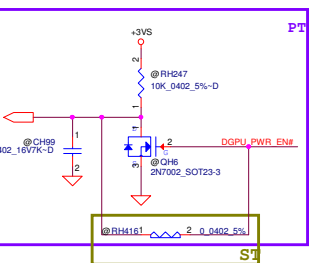 +3VS
PT
2
@RH247
10K_0402_5%~D
1
@CH99
402_16V7K~D
1
2
1
2
G
3
@QH6
2N7002_SOT23-3
DGPU_PWR_EN#
@RH416
1
2
0_0402_5%
ST